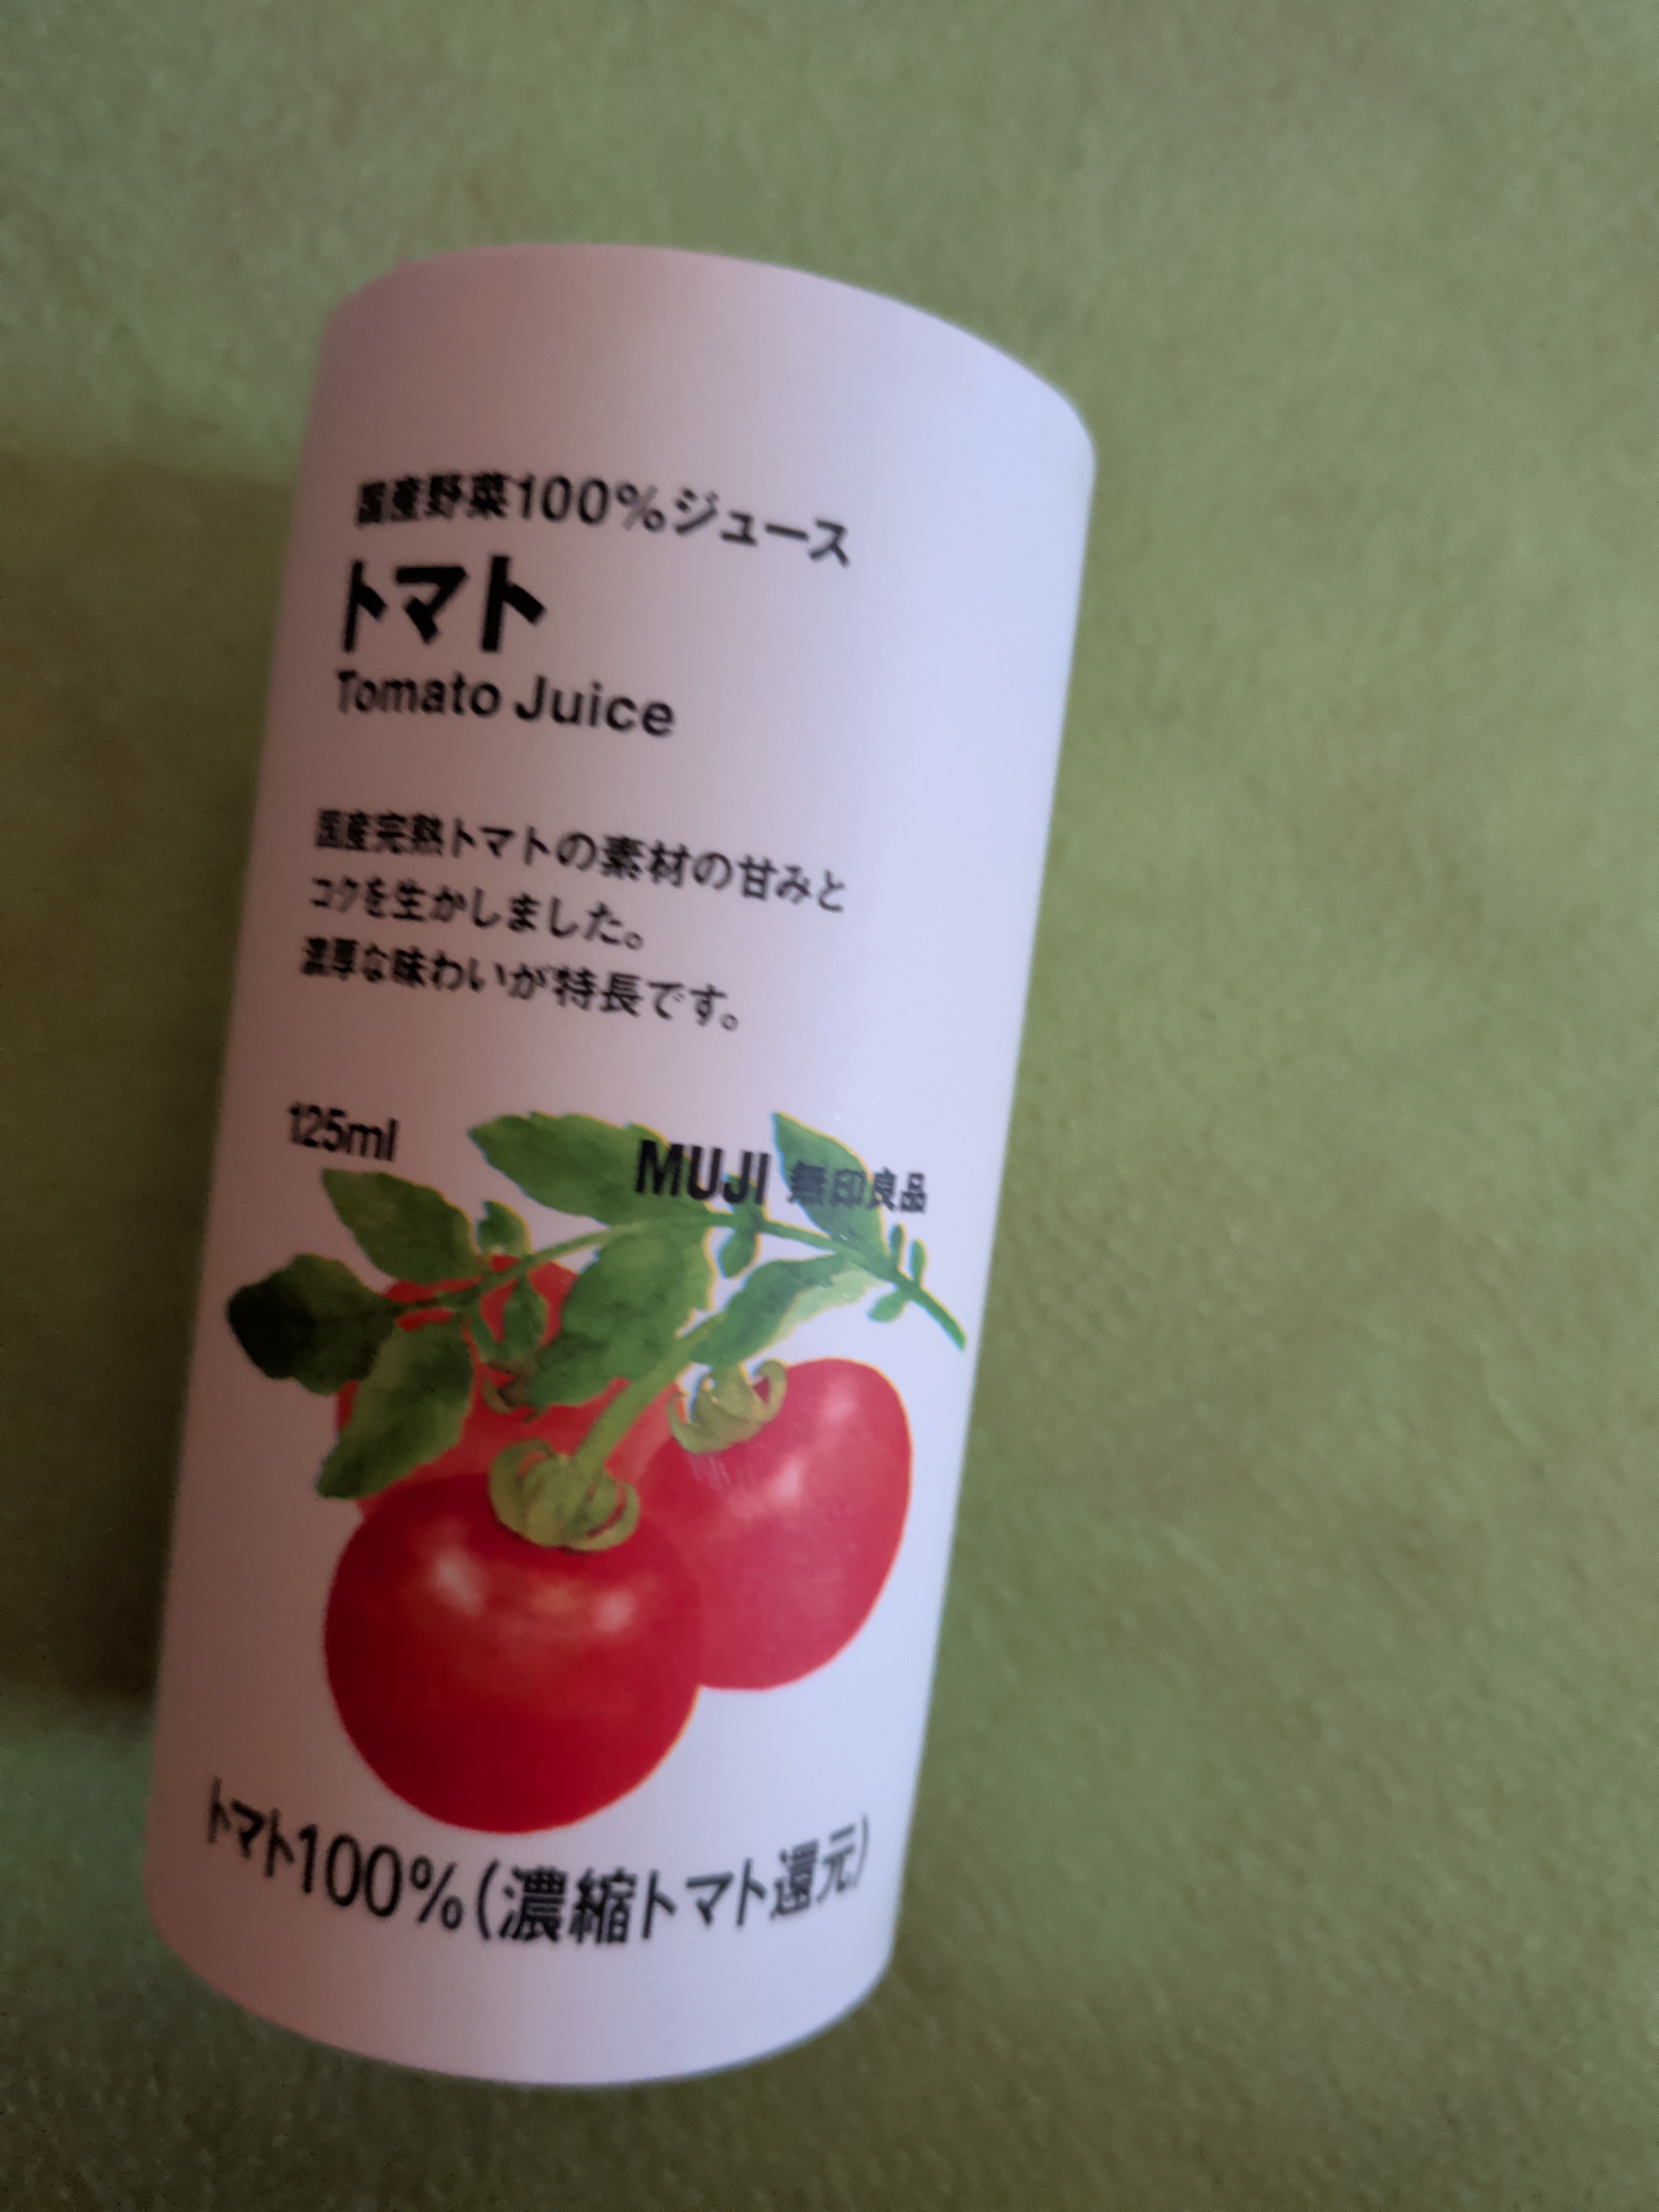 国産野菜100%ジュース
トマト
Tomato Juice
国産完熟トマトの素材の甘みと
コクを生かしました。
濃厚な味わいが特長です。
125ml
MUJI 無印良品
トマト100%(濃縮トマト還元)